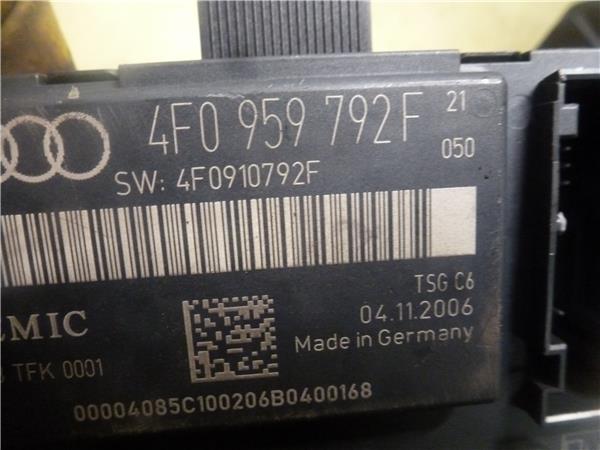 4F0 959 792F 21
050
SW: 4F0910792F
TSG C6
04.11.2006
Made in Germany
TFK 0001
00004085C100206B0400168